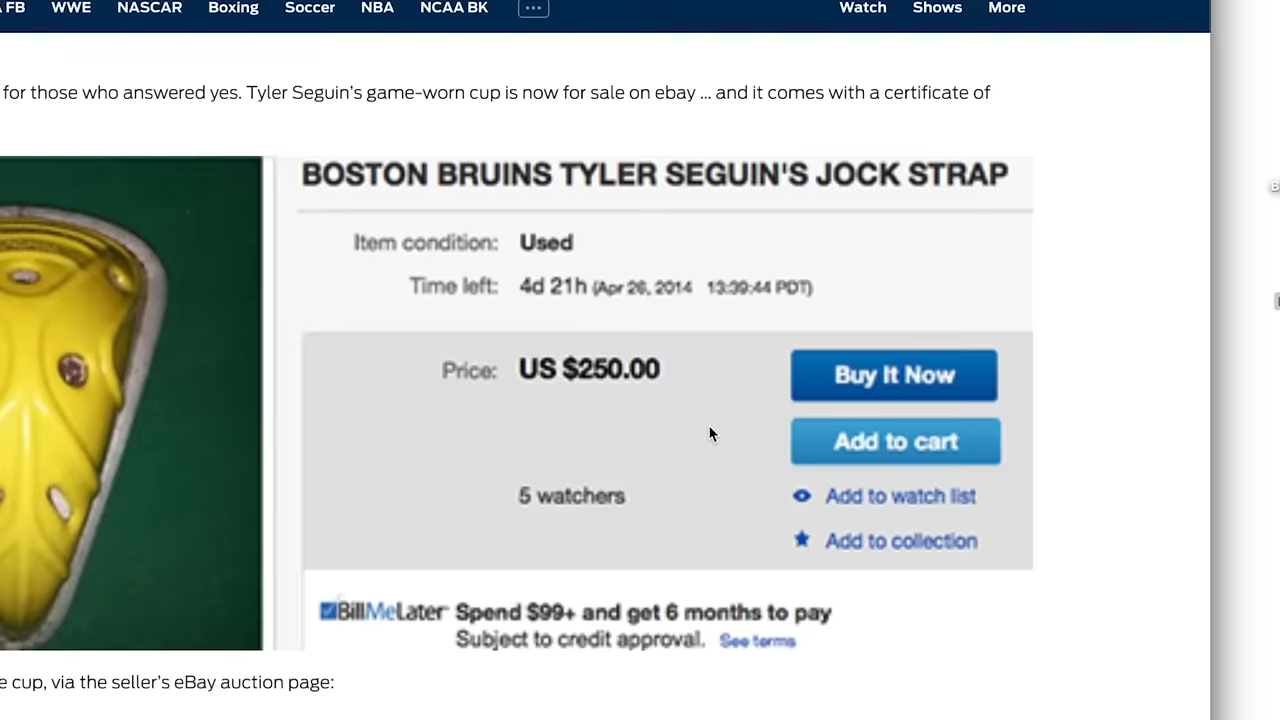 FB WWE NASCAR Boxing Soccer NBA NCAA BK ... Watch Shows More
for those who answered yes. Tyler Seguin's game-worn cup is now for sale on ebay ... and it comes with a certificate of
BOSTON BRUINS TYLER SEGUIN'S JOCK STRAP
Item condition: Used
Time left: 4d 21h (Apr 26, 2014 13:39:44 PDT)
Price: US $250.00
Buy It Now
Add to cart
5 watchers
Add to watch list
Add to collection
BillMeLater Spend $99+ and get 6 months to pay
Subject to credit approval. See terms
cup, via the seller's eBay auction page: